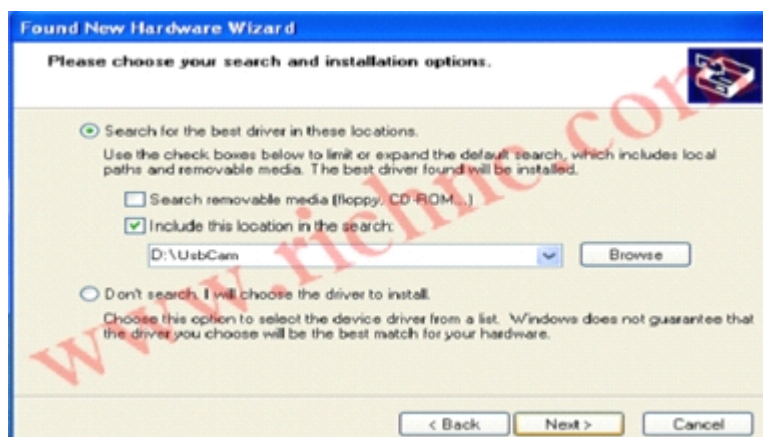 Found New Hardware Wizard
Please choose your search and installation options.
Search for the best driver in these locations.
Use the check boxes below to limit or expand the default search, which includes local
paths and removable media. The best driver found will be installed.
Search removable media (floppy, CD-ROM...)
Include this location in the search:
D:\UsbCam
Browse
Don't search. I will choose the driver to install.
Choose this option to select the device driver from a list. Windows does not guarantee that
the driver you choose will be the best match for your hardware.
< Back
Next >
Cancel
www.richnc.com